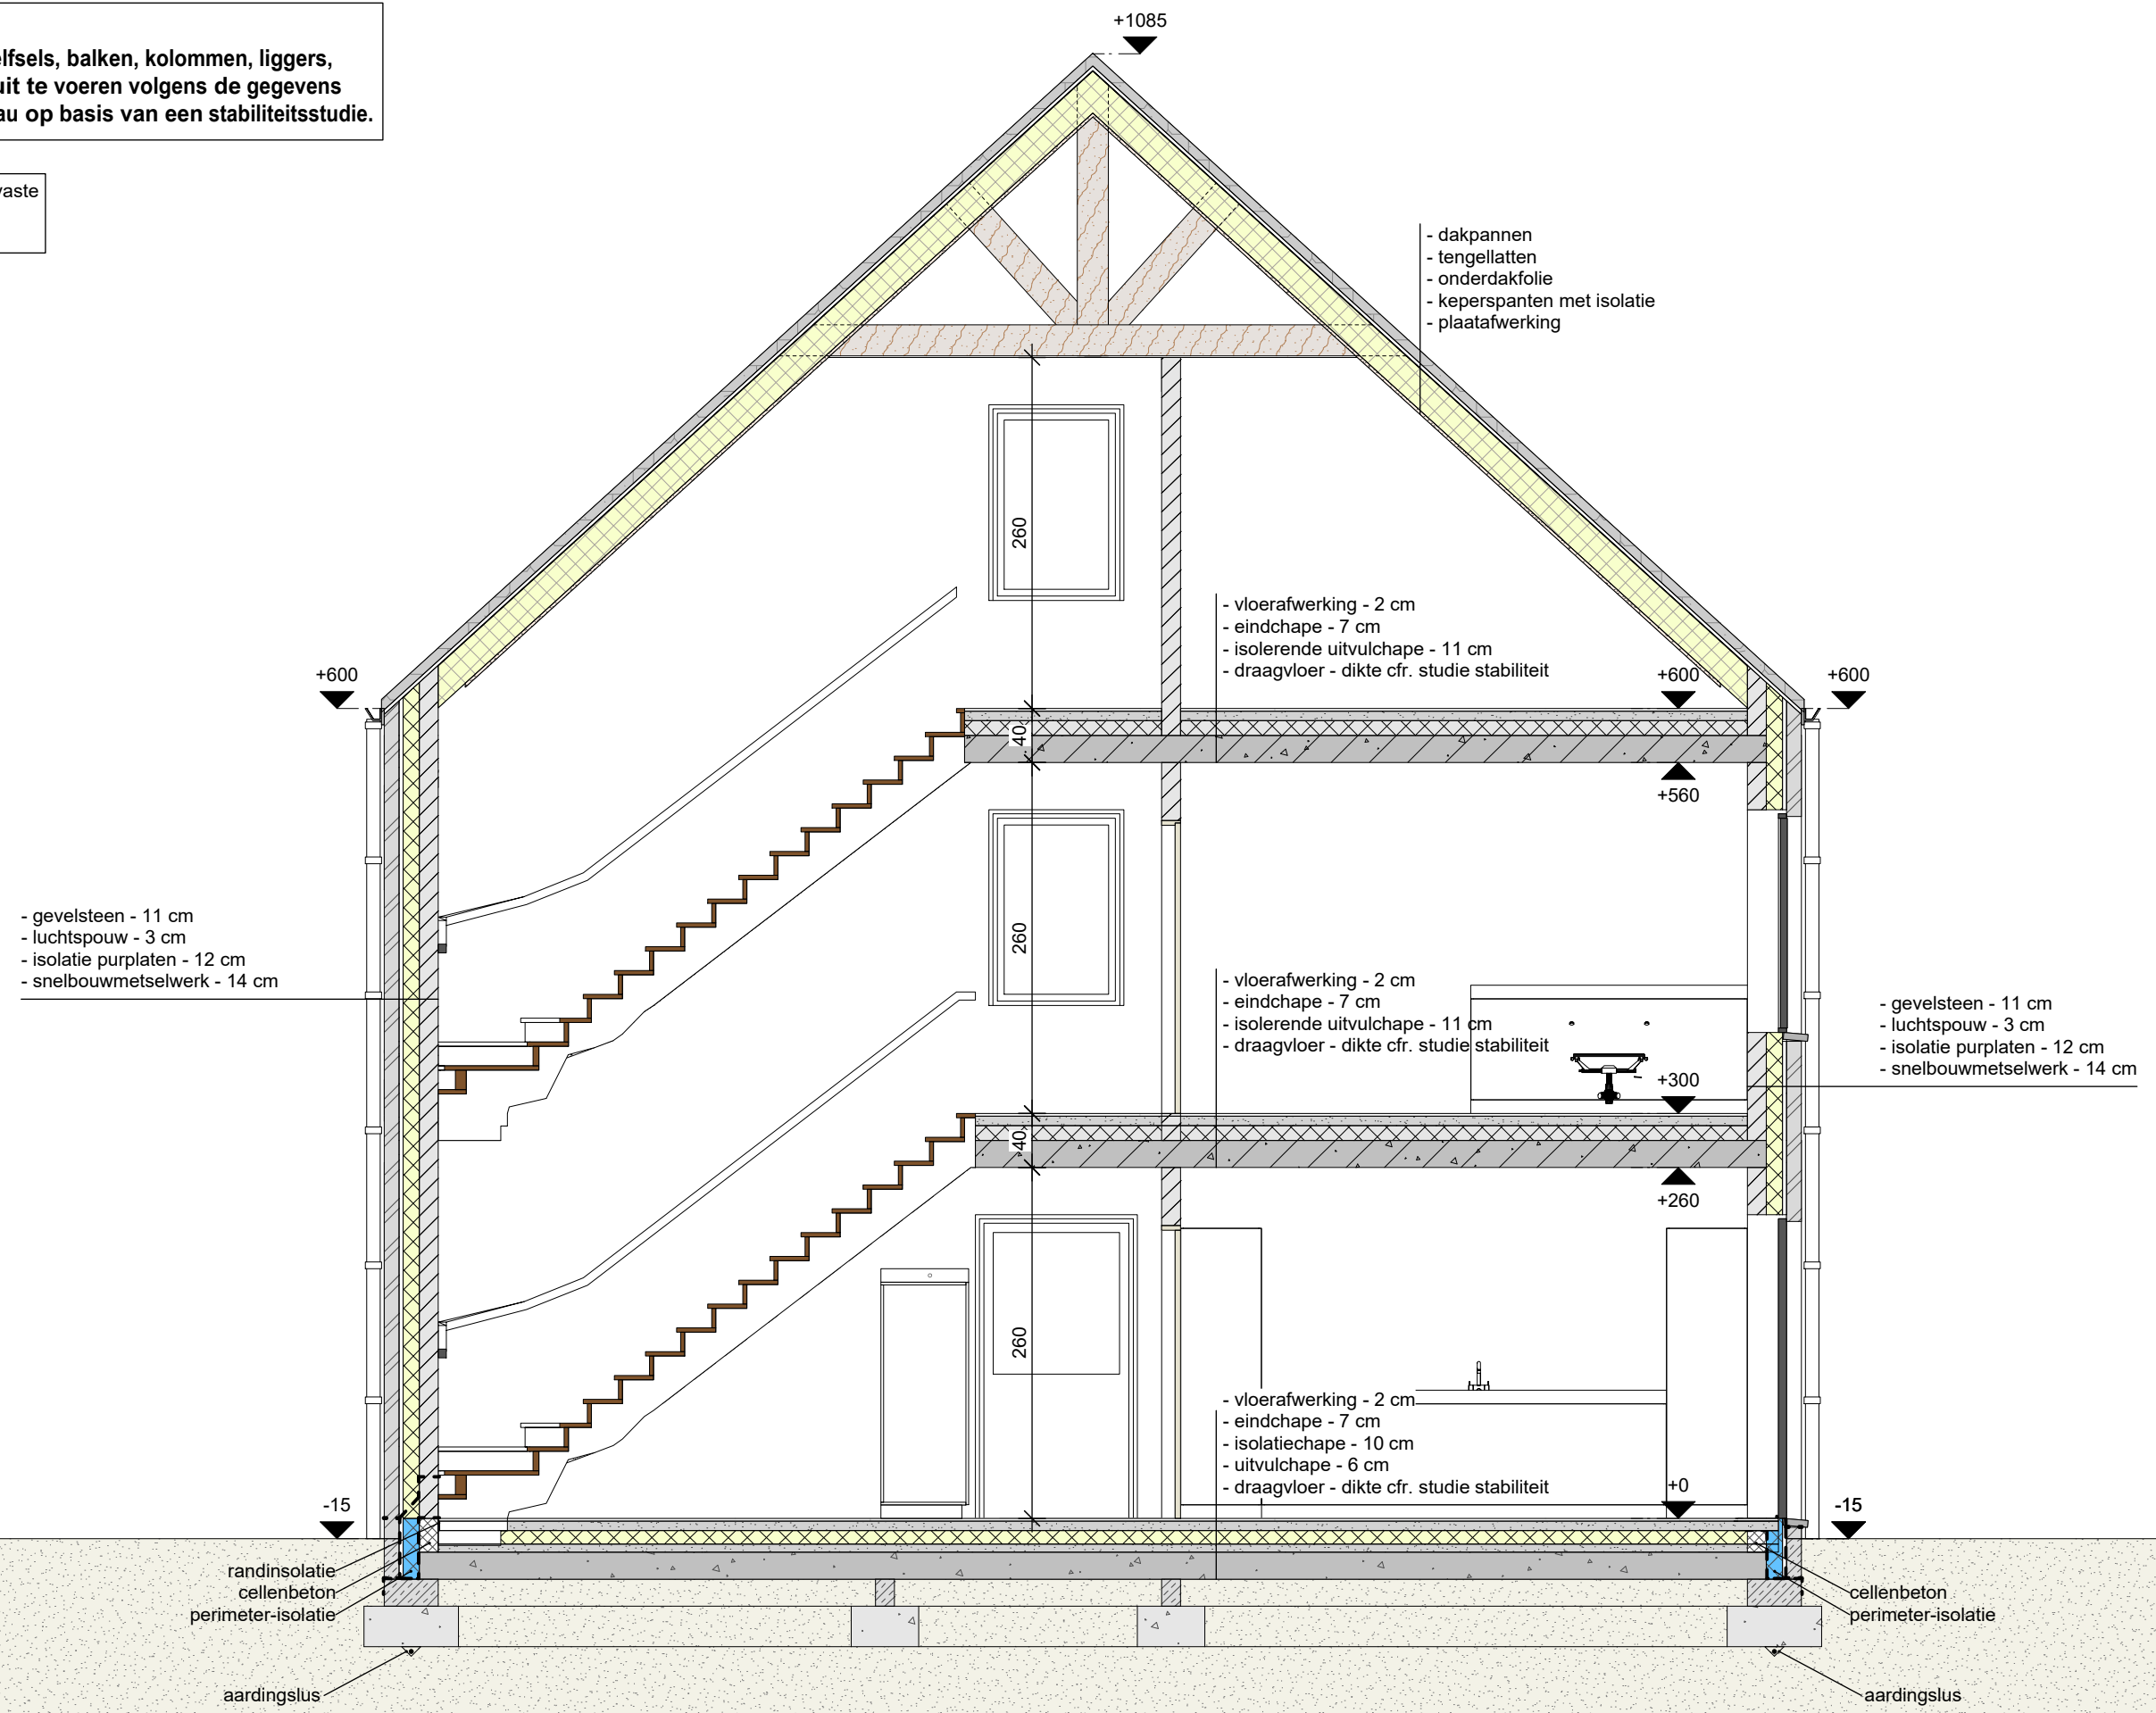 balken, kolommen, liggers,
uit te voeren volgens de gegevens
op basis van een stabiliteitsstudie.
+1085
- dakpannen
- tengellatten
- onderdakfolie
- keperspanten met isolatie
- plaatafwerking
260
- vloerafwerking - 2 cm
- eindchape - 7 cm
- isolerende uitvulchape - 11 cm
- draagvloer - dikte cfr. studie stabiliteit
+600
+600
+600
40
+560
- gevelsteen - 11 cm
- luchtspouw - 3 cm
- isolatie purplaten - 12 cm
- snelbouwmetselwerk - 14 cm
260
- vloerafwerking - 2 cm
- eindchape - 7 cm
- isolerende uitvulchape - 11 cm
- draagvloer - dikte cfr. studie stabiliteit
- gevelsteen - 11 cm
- luchtspouw - 3 cm
- isolatie purplaten - 12 cm
- snelbouwmetselwerk - 14 cm
+300
40
+260
260
- vloerafwerking - 2 cm
- eindchape - 7 cm
- isolatiechape - 10 cm
- uitvulchape - 6 cm
- draagvloer - dikte cfr. studie stabiliteit
+0
-15
-15
randinsolatie
cellenbeton
perimeter-isolatie
cellenbeton
perimeter-isolatie
aardingslus
aardingslus